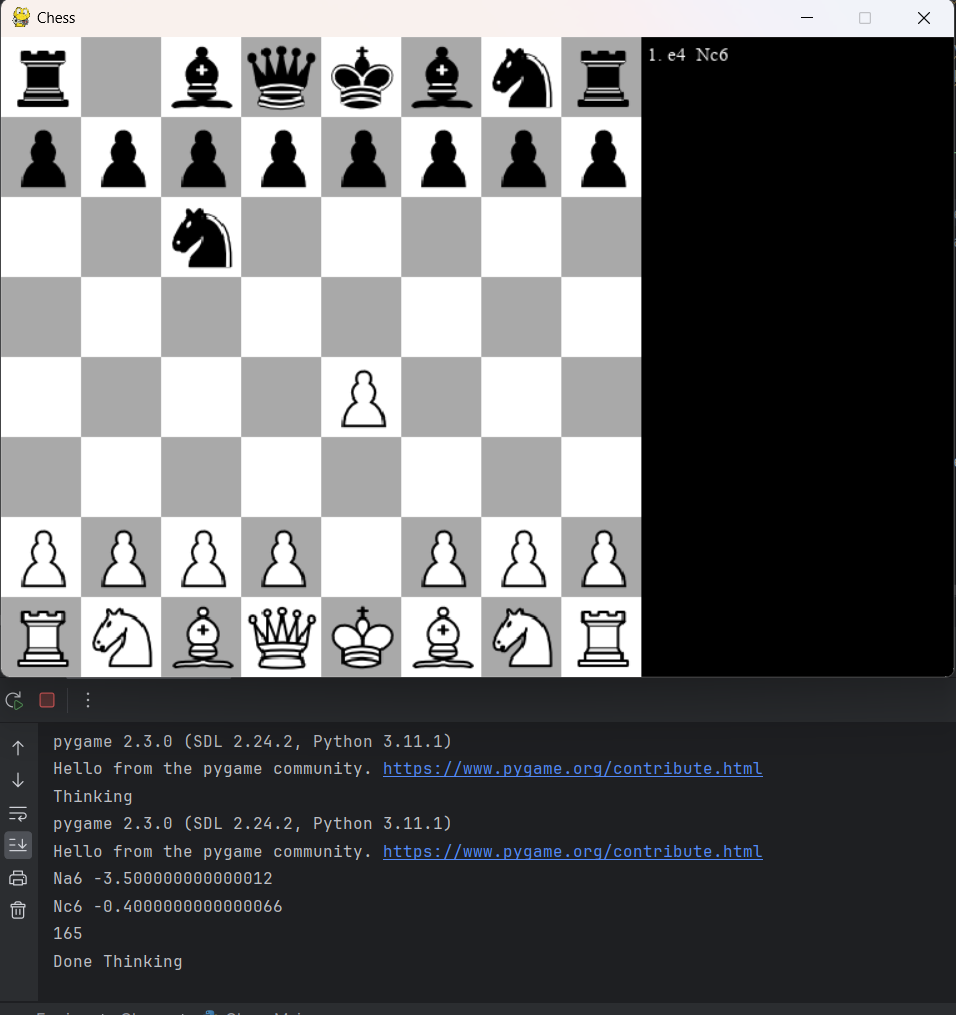 Chess
1. e4 Nc6
pygame 2.3.0 (SDL 2.24.2, Python 3.11.1)
Hello from the pygame community. https://www.pygame.org/contribute.html
Thinking
pygame 2.3.0 (SDL 2.24.2, Python 3.11.1)
Hello from the pygame community. https://www.pygame.org/contribute.html
Na6 -3.500000000000012
Nc6 -0.4000000000000066
165
Done Thinking